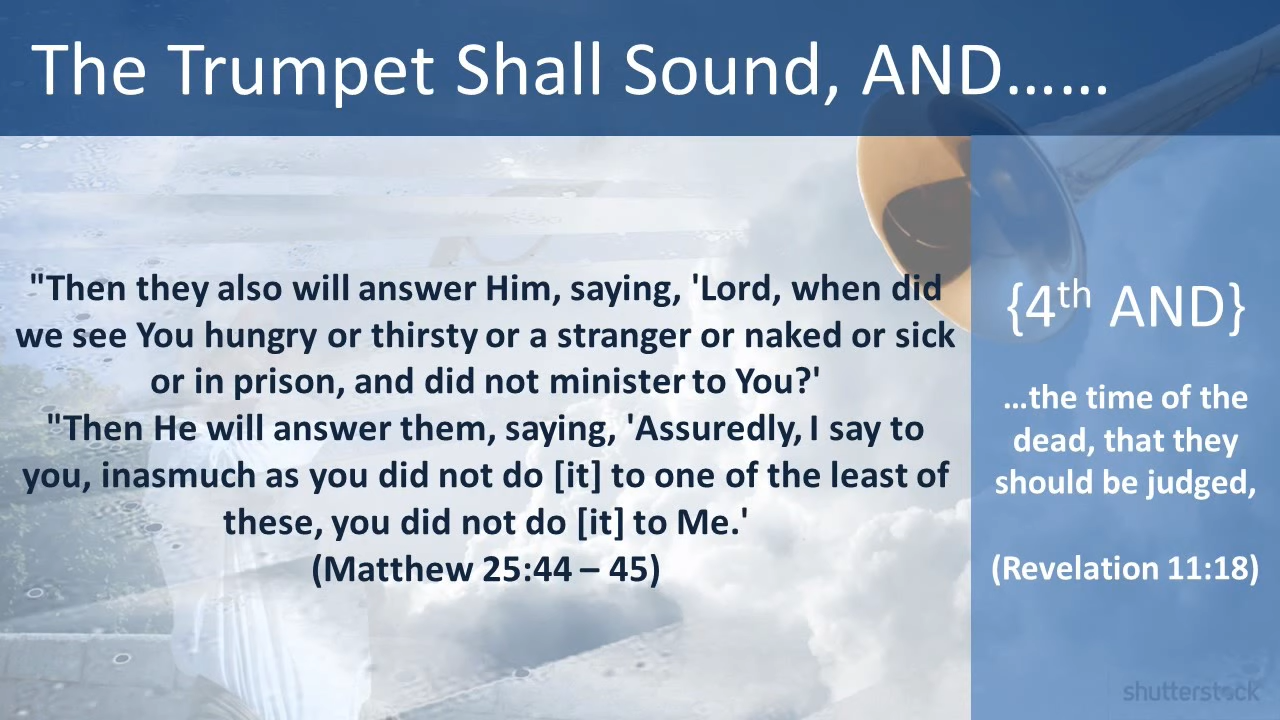 The Trumpet Shall Sound, AND……
"Then they also will answer Him, saying, 'Lord, when did
we see You hungry or thirsty or a stranger or naked or sick
or in prison, and did not minister to You?'
"Then He will answer them, saying, 'Assuredly, I say to
you, inasmuch as you did not do [it] to one of the least of
these, you did not do [it] to Me.'
(Matthew 25:44 – 45)
{4th AND}
…the time of the
dead, that they
should be judged,
(Revelation 11:18)
shutterstock